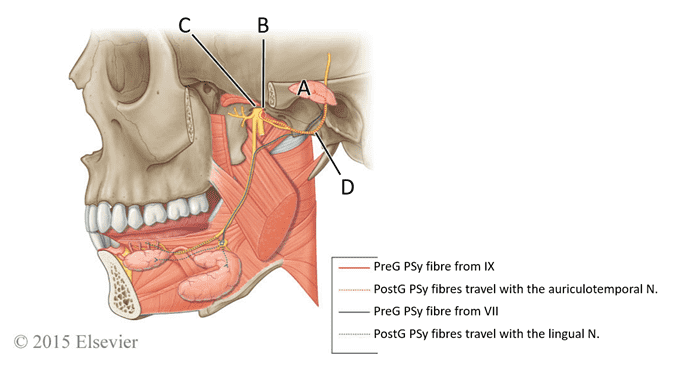 C
B
A
D
PreG PSy fibre from IX
PostG PSy fibres travel with the auriculotemporal N.
PreG PSy fibre from VII
PostG PSy fibres travel with the lingual N.
© 2015 Elsevier